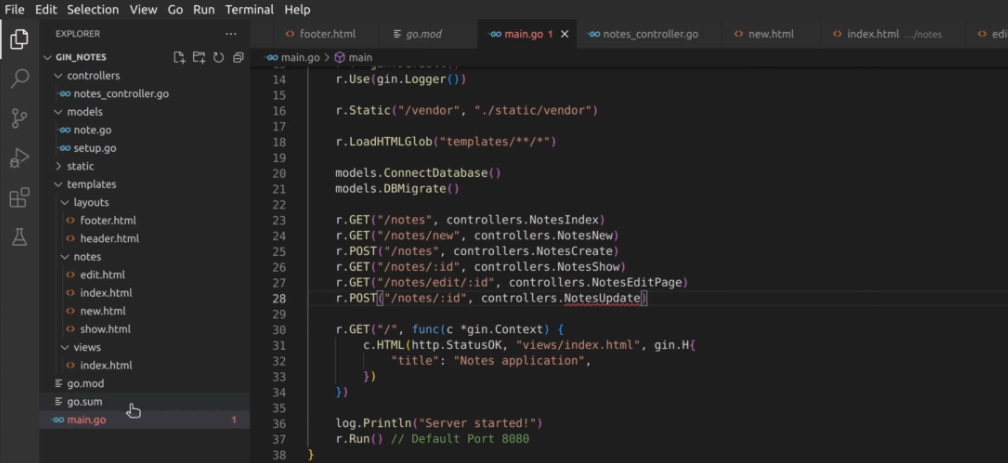 File Edit Selection View Go Run Terminal Help
EXPLORER
footer.html go.mod main.go 1 notes_controller.go new.html index.html .../notes edi
GIN_NOTES
main.go > main
controllers
notes_controller.go
models
note.go
setup.go
static
templates
layouts
footer.html
header.html
notes
edit.html
index.html
new.html
show.html
views
index.html
go.mod
go.sum
main.go 1
14 r.Use(gin.Logger())
15
16 r.Static("/vendor", "./static/vendor")
17
18 r.LoadHTMLGlob("templates/**/*")
19
20 models.ConnectDatabase()
21 models.DBMigrate()
22
23 r.GET("/notes", controllers.NotesIndex)
24 r.GET("/notes/new", controllers.NotesNew)
25 r.POST("/notes", controllers.NotesCreate)
26 r.GET("/notes/:id", controllers.NotesShow)
27 r.GET("/notes/edit/:id", controllers.NotesEditPage)
28 r.POST("/notes/:id", controllers.NotesUpdate)
29
30 r.GET("/", func(c *gin.Context) {
31 c.HTML(http.StatusOK, "views/index.html", gin.H{
32 "title": "Notes application",
33 })
34 })
35
36 log.Println("Server started!")
37 r.Run() // Default Port 8080
38 }